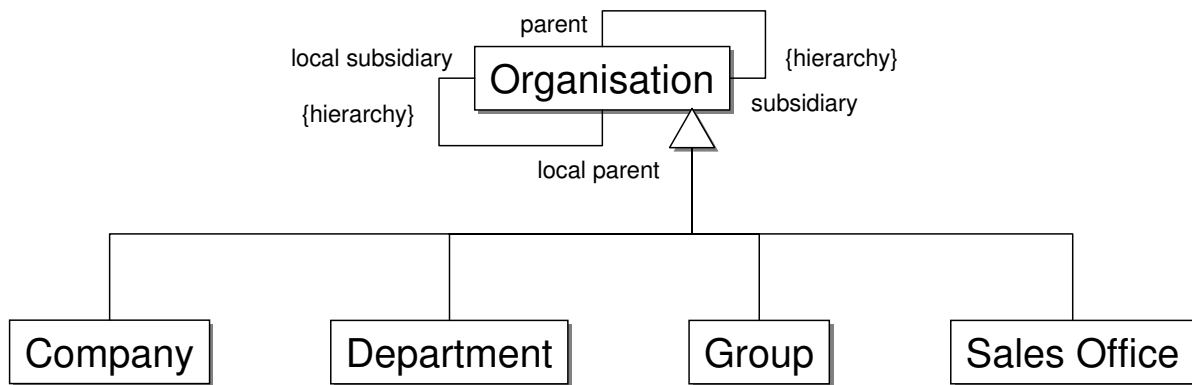 parent
local subsidiary
Organisation
{hierarchy}
{hierarchy}
subsidiary
local parent
Company
Department
Group
Sales Office